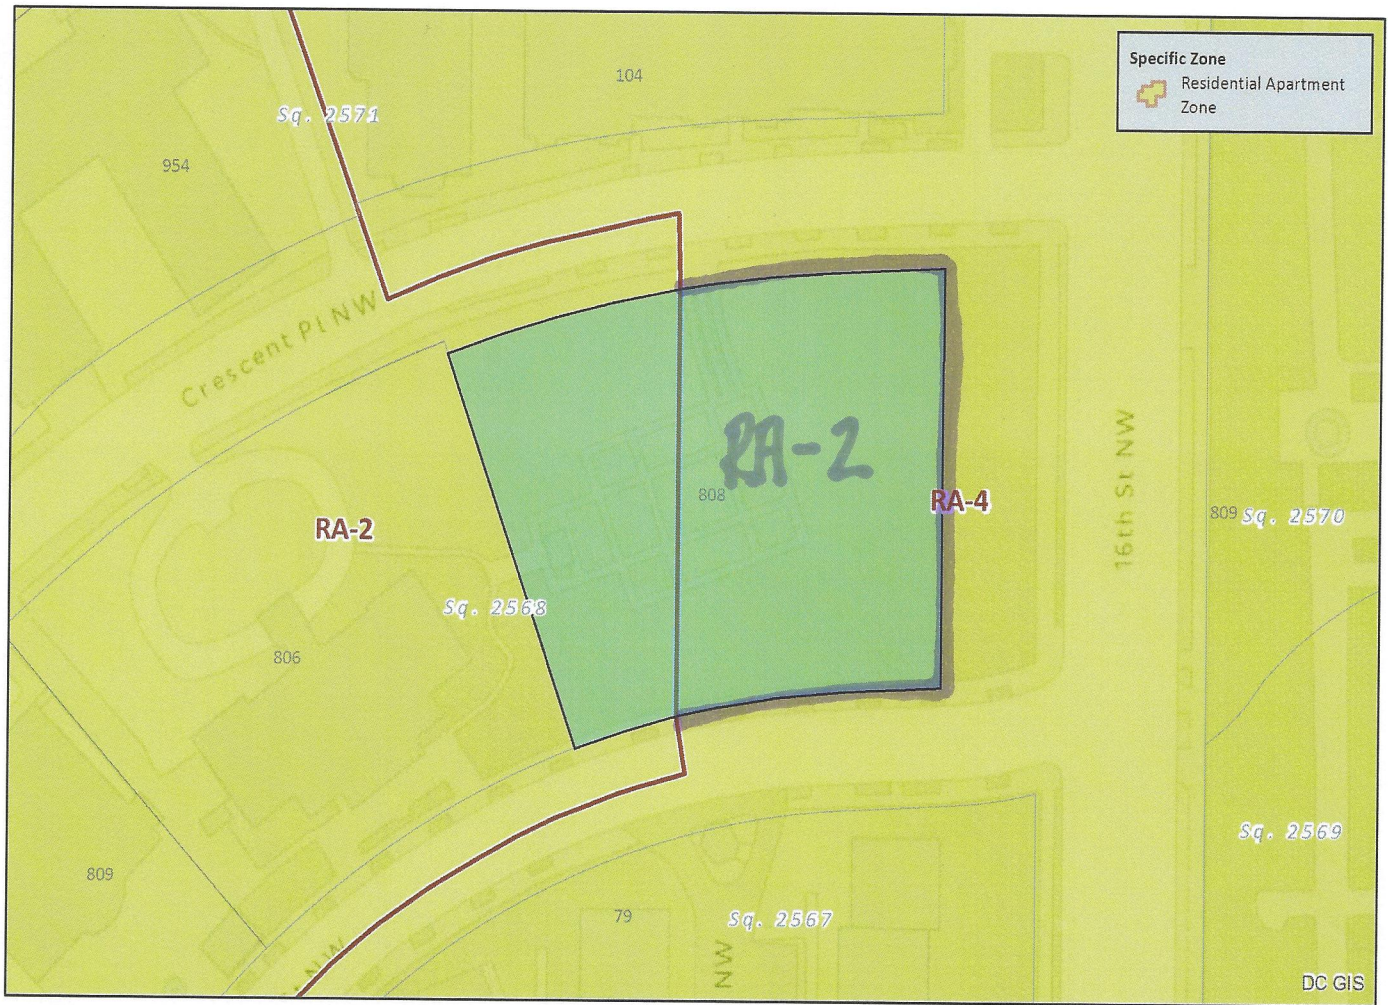 Specific Zone
Residential Apartment
Zone
104
Sq. 2571
954
Crescent Pl NW
RA-2
808
RA-4
RA-2
16th St NW
809
Sq. 2570
Sq. 2568
806
Sq. 2569
809
79
Sq. 2567
NW
NW
DC GIS